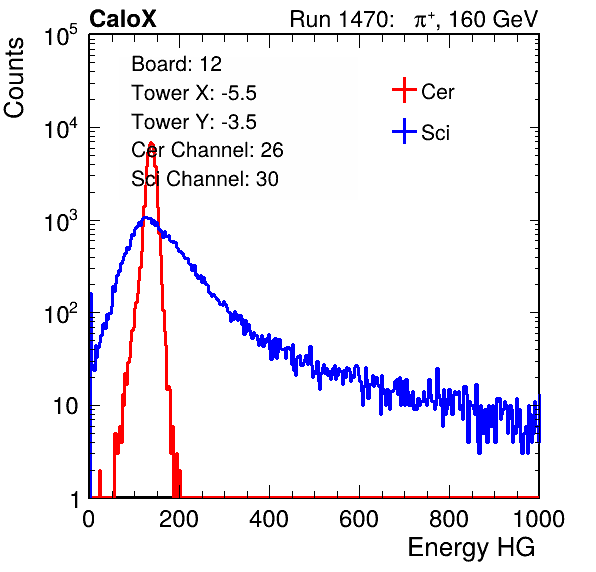 CaloX Run 1470: π⁺, 160 GeV
10⁵
Counts
Board: 12
Tower X: -5.5
Tower Y: -3.5
Cer Channel: 26
Sci Channel: 30
Cer
Sci
10⁴
10³
10²
10
1
0 200 400 600 800 1000
Energy HG